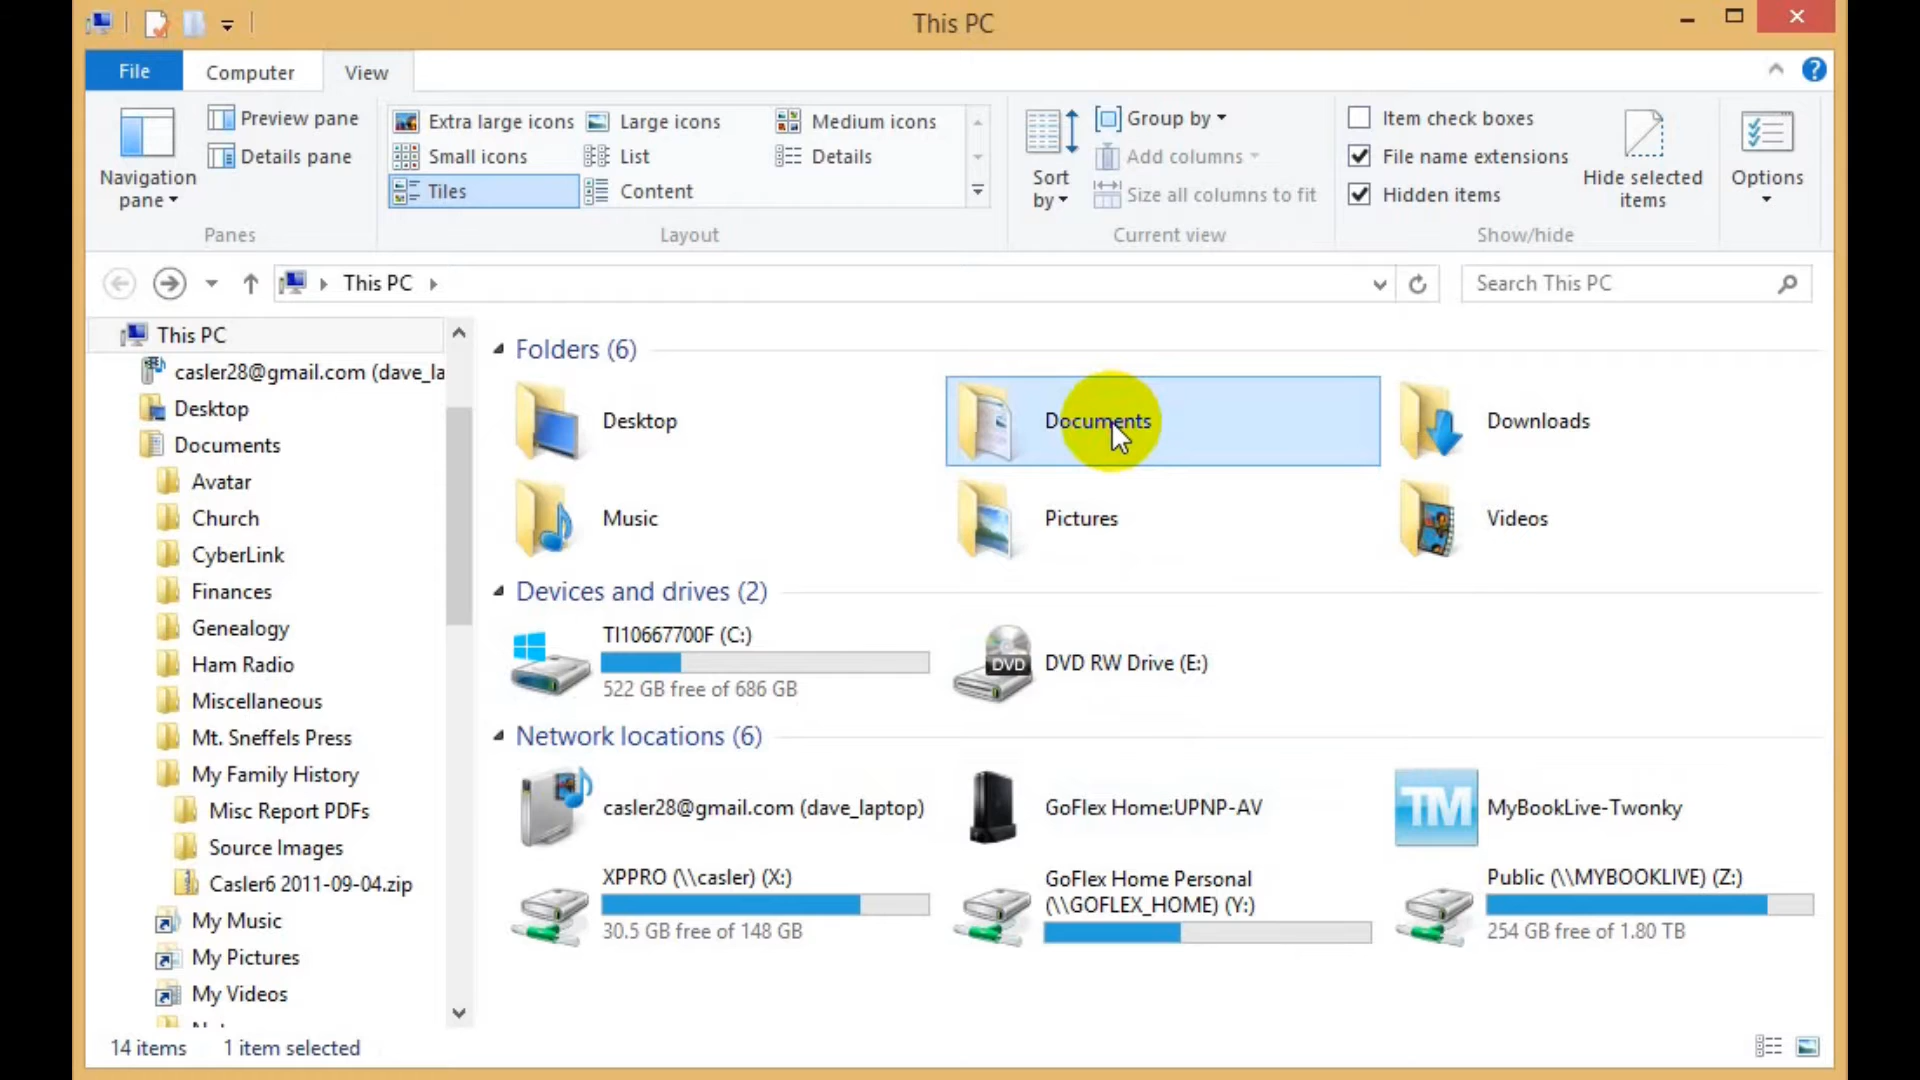 This PC
File
Computer
View
Navigation pane
Preview pane
Details pane
Panes
Extra large icons
Large icons
Medium icons
Small icons
List
Details
Tiles
Content
Layout
Sort by
Group by
Add columns
Size all columns to fit
Current view
Item check boxes
File name extensions
Hidden items
Hide selected items
Show/hide
Options
This PC
Search This PC
This PC
casler28@gmail.com (dave_la
Desktop
Documents
Avatar
Church
CyberLink
Finances
Genealogy
Ham Radio
Miscellaneous
Mt. Sneffels Press
My Family History
Misc Report PDFs
Source Images
Casler6 2011-09-04.zip
My Music
My Pictures
My Videos
Folders (6)
Desktop
Documents
Downloads
Music
Pictures
Videos
Devices and drives (2)
TI10667700F (C:)
522 GB free of 686 GB
DVD
DVD RW Drive (E:)
Network locations (6)
casler28@gmail.com (dave_laptop)
GoFlex Home:UPNP-AV
TM
MyBookLive-Twonky
XPPRO (\\casler) (X:)
30.5 GB free of 148 GB
GoFlex Home Personal
(\\GOFLEX_HOME) (Y:)
Public (\\MYBOOKLIVE) (Z:)
254 GB free of 1.80 TB
14 items
1 item selected